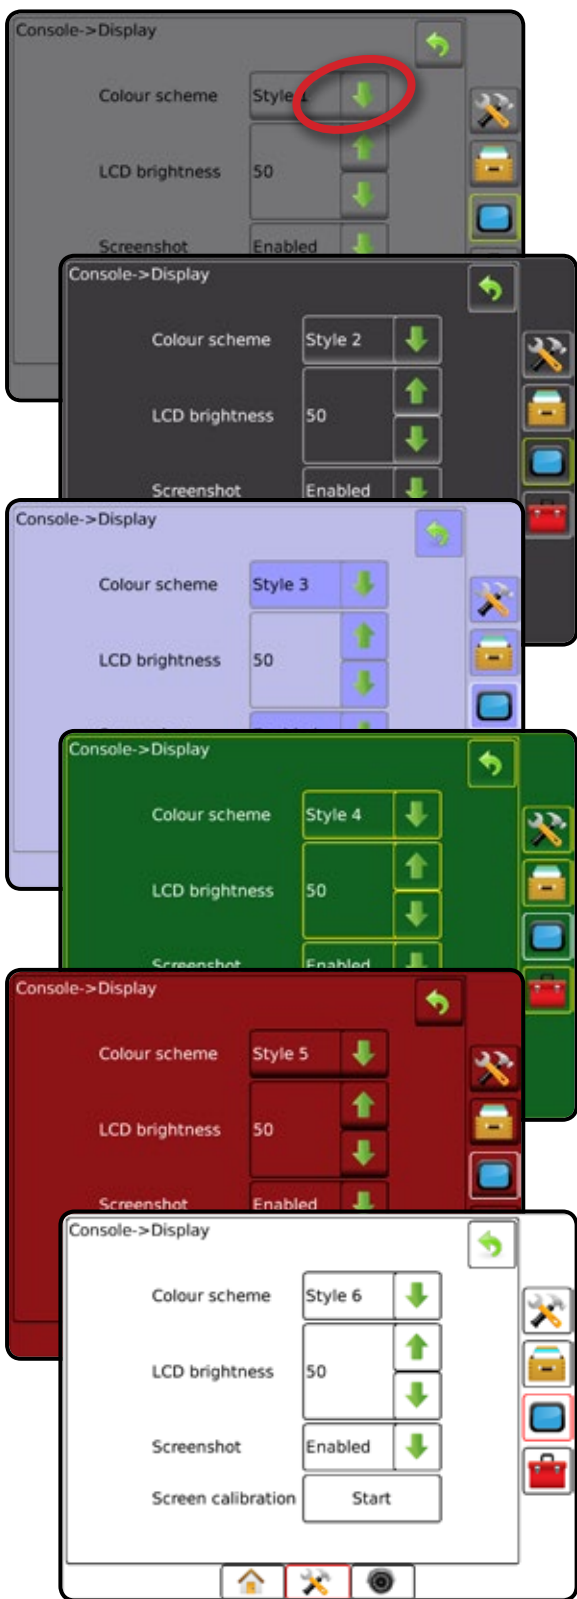 Console->Display
Colour scheme Style 1
LCD brightness 50
Screenshot Enabled
Console->Display
Colour scheme Style 2
LCD brightness 50
Screenshot Enabled
Console->Display
Colour scheme Style 3
LCD brightness 50
Console->Display
Colour scheme Style 4
LCD brightness 50
Screenshot Enabled
Console->Display
Colour scheme Style 5
LCD brightness 50
Screenshot Enabled
Console->Display
Colour scheme Style 6
LCD brightness 50
Screenshot Enabled
Screen calibration Start